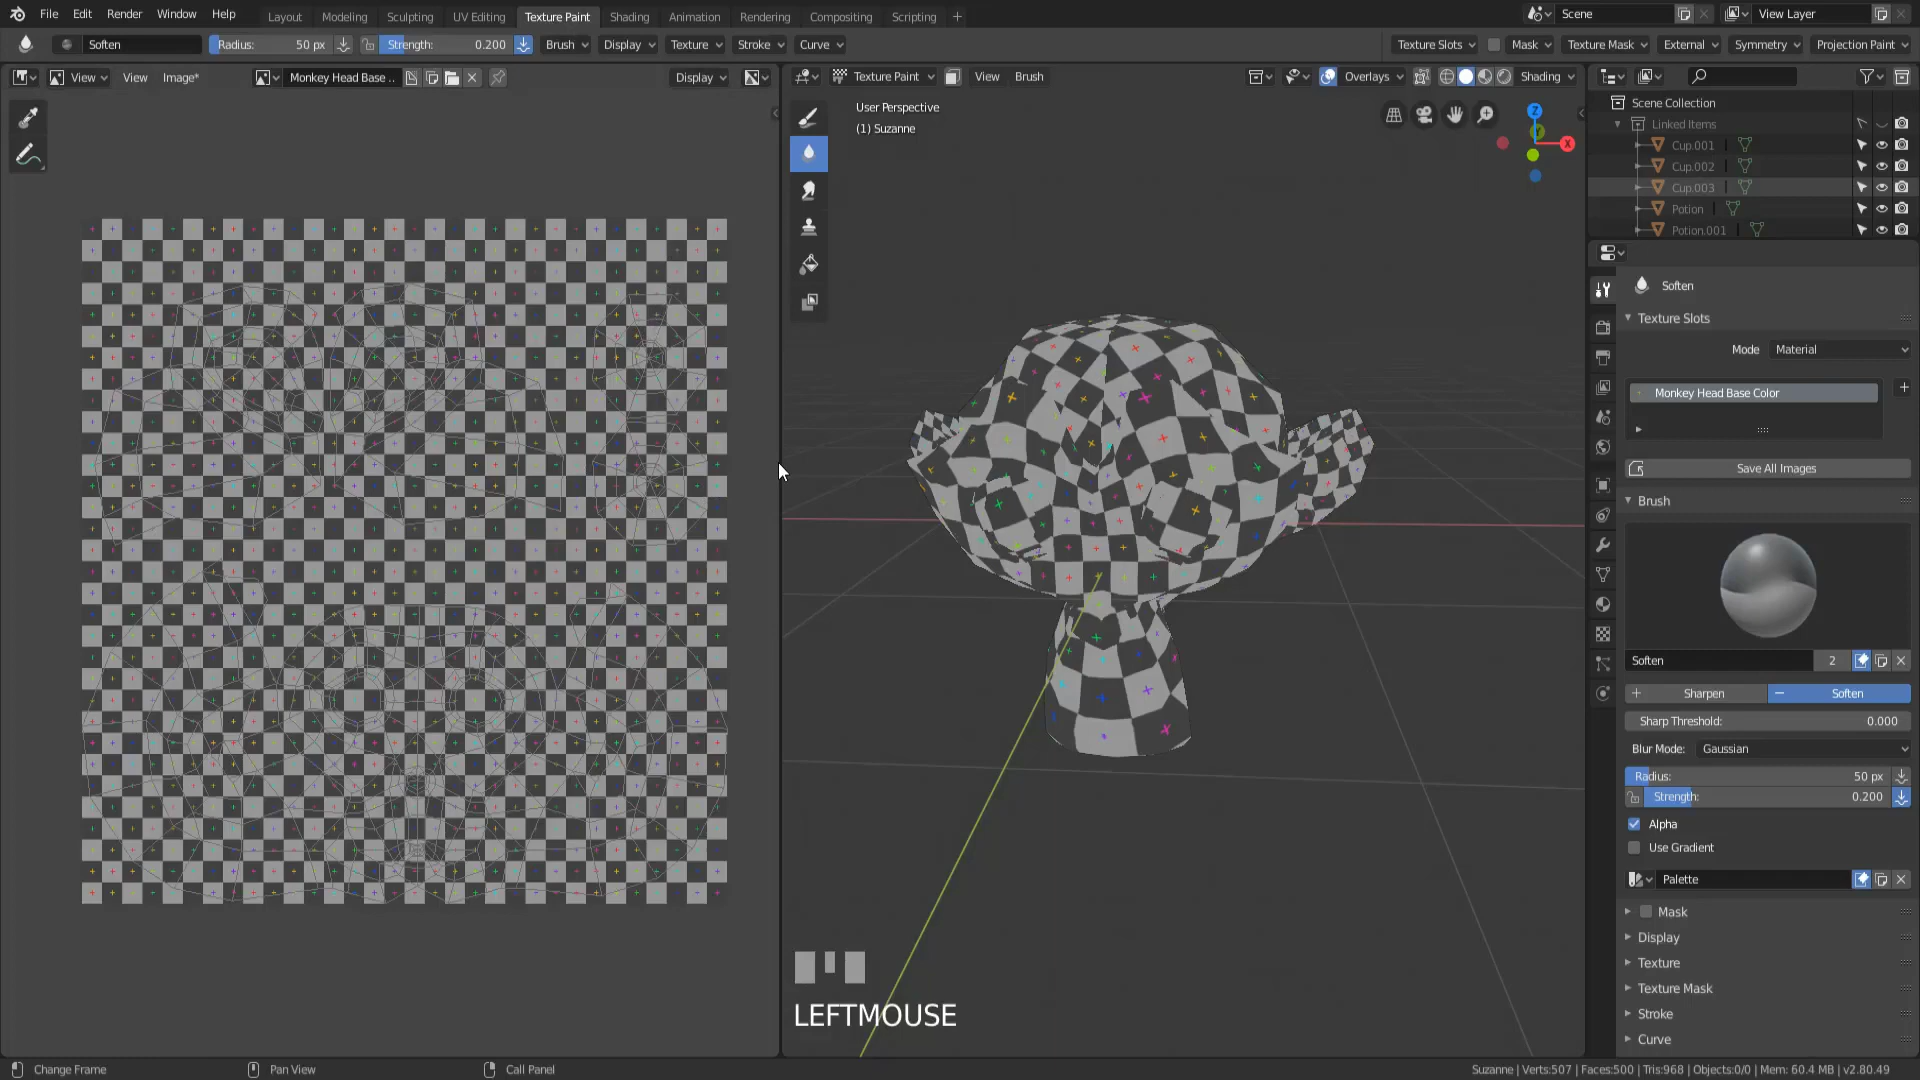 File Edit Render Window Help Layout Modeling Sculpting UV Editing Texture Paint Shading Animation Rendering Compositing Scripting + Scene View Layer
Soften Radius: 50 px Strength: 0.200 Brush Display Texture Stroke Curve Texture Slots Mask Texture Mask External Symmetry Projection Paint
View View Image* Monkey Head Base .. Display Texture Paint View Brush Overlays Shading
User Perspective
(1) Suzanne
Z
Y
X
Scene Collection
Linked Items
Cup.001
Cup.002
Cup.003
Potion
Potion.001
Soften
Texture Slots
Mode Material
Monkey Head Base Color
Save All Images
Brush
Soften 2
Sharpen Soften
Sharp Threshold: 0.000
Blur Mode: Gaussian
Radius: 50 px
Strength: 0.200
Alpha
Use Gradient
Palette
Mask
Display
Texture
Texture Mask
Stroke
Curve
LEFTMOUSE
Change Frame Pan View Call Panel Suzanne | Verts:507 | Faces:500 | Tris:968 | Objects:0/0 | Mem: 60.4 MB | v2.80.49